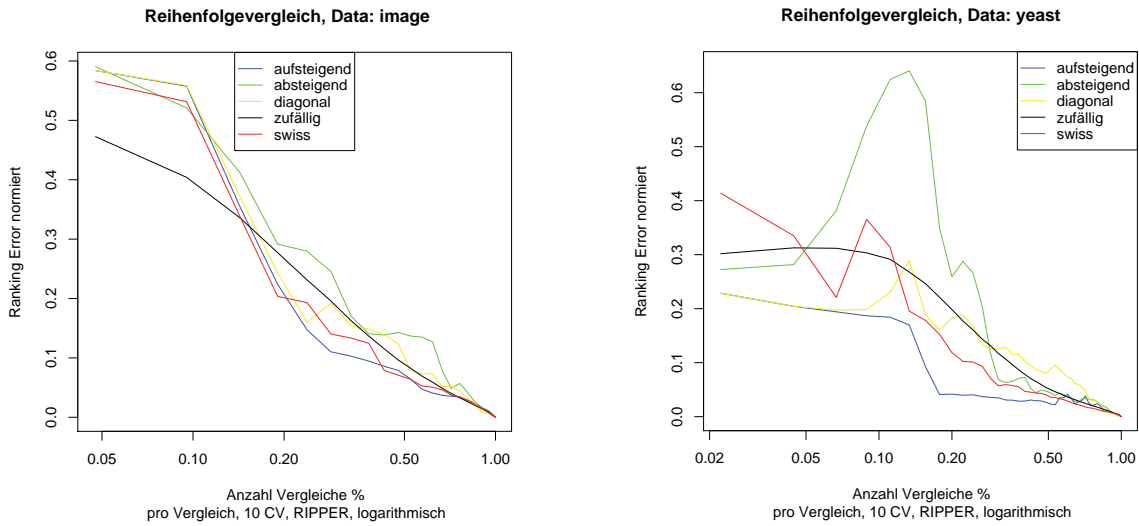 Reihenfolgevergleich, Data: image
Ranking Error normiert
0.6
0.5
0.4
0.3
0.2
0.1
0.0
aufsteigend
absteigend
diagonal
zufällig
swiss
0.05 0.10 0.20 0.50 1.00
Anzahl Vergleiche %
pro Vergleich, 10 CV, RIPPER, logarithmisch
Reihenfolgevergleich, Data: yeast
Ranking Error normiert
0.6
0.5
0.4
0.3
0.2
0.1
0.0
aufsteigend
absteigend
diagonal
zufällig
swiss
0.02 0.05 0.10 0.20 0.50 1.00
Anzahl Vergleiche %
pro Vergleich, 10 CV, RIPPER, logarithmisch